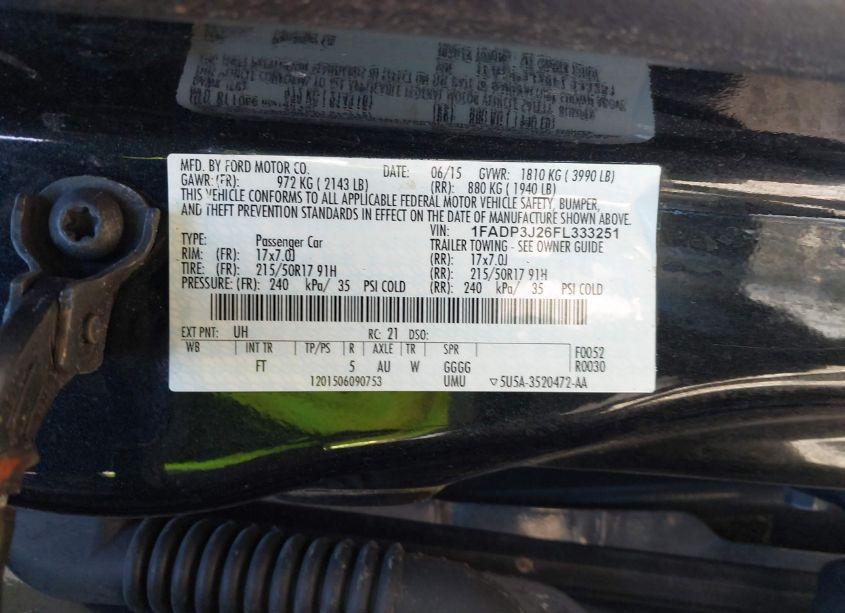 MFD. BY FORD MOTOR CO. DATE: 06/15 GVWR: 1810 KG ( 3990 LB)
GAWR: (FR): 972 KG ( 2143 LB) (RR): 880 KG ( 1940 LB)
THIS VEHICLE CONFORMS TO ALL APPLICABLE FEDERAL MOTOR VEHICLE SAFETY, BUMPER,
AND THEFT PREVENTION STANDARDS IN EFFECT ON THE DATE OF MANUFACTURE SHOWN ABOVE.
VIN: 1FADP3J26FL333251
TYPE: Passenger Car TRAILER TOWING - SEE OWNER GUIDE
RIM: (FR): 17x7.0J (RR): 17x7.0J
TIRE: (FR): 215/50R17 91H (RR): 215/50R17 91H
PRESSURE: (FR): 240 kPa/ 35 PSI COLD (RR): 240 kPa/ 35 PSI COLD
EXT PNT: UH RC: 21 DSO:
WB INT TR TP/PS R AXLE TR SPR F0052
FT 5 AU W GGGG R0030
1201506090753 UMU ▽5U5A-3520472-AA